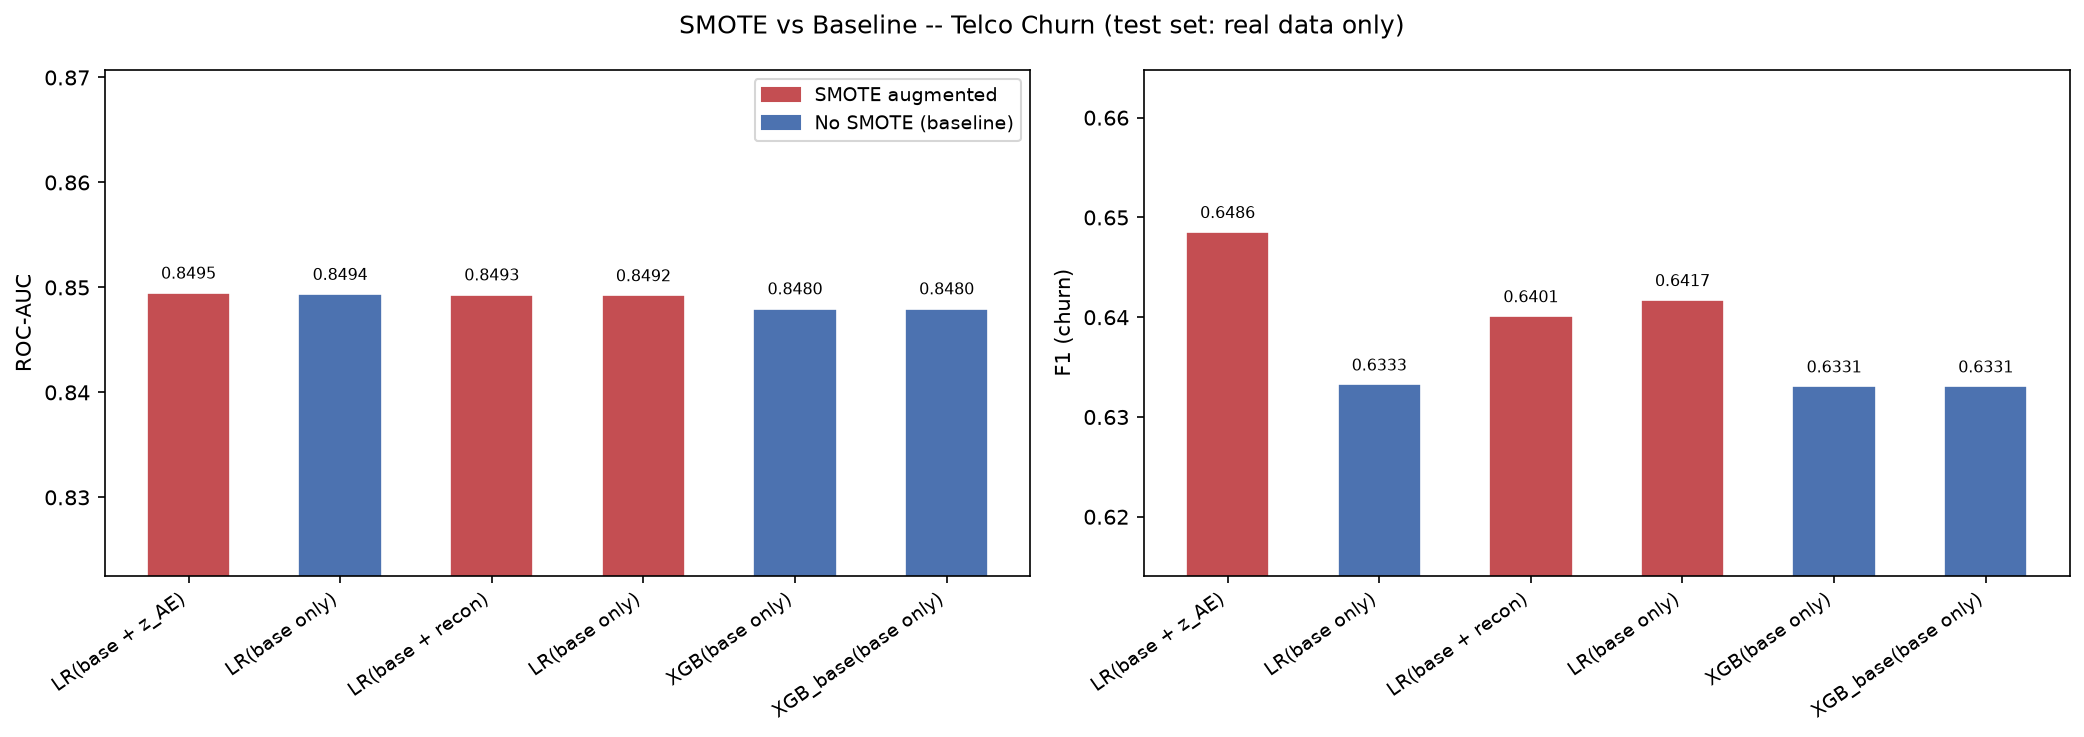 SMOTE vs Baseline -- Telco Churn (test set: real data only)
ROC-AUC
0.87
0.86
0.85
0.84
0.83
SMOTE augmented
No SMOTE (baseline)
0.8495
0.8494
0.8493
0.8492
0.8480
0.8480
LR(base + z_AE)
LR(base only)
LR(base + recon)
LR(base only)
XGB(base only)
XGB_base(base only)
F1 (churn)
0.66
0.65
0.64
0.63
0.62
0.6486
0.6333
0.6401
0.6417
0.6331
0.6331
LR(base + z_AE)
LR(base only)
LR(base + recon)
LR(base only)
XGB(base only)
XGB_base(base only)